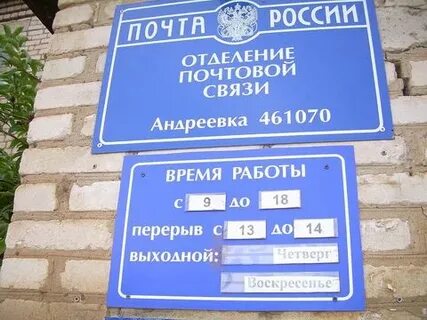 ПОЧТА РОССИИ
ОТДЕЛЕНИЕ
ПОЧТОВОЙ
СВЯЗИ
Андреевка 461070
ВРЕМЯ РАБОТЫ
с 9 до 18
перерыв с 13 до 14
выходной: Четверг
Воскресенье